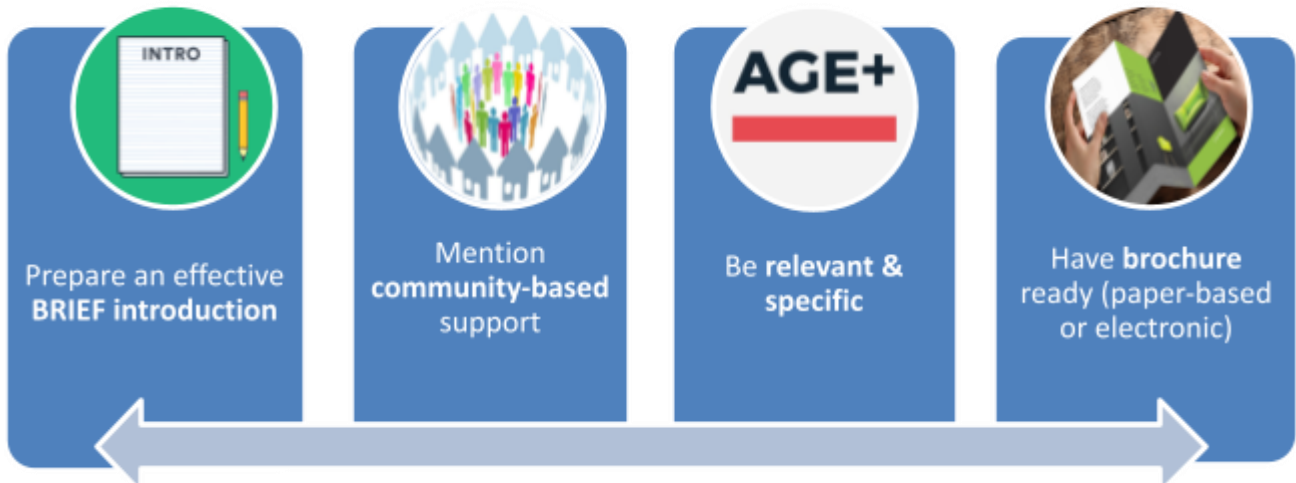 INTRO
Prepare an effective
BRIEF introduction
Mention
community-based
support
AGE+
Be relevant &
specific
Have brochure
ready (paper-based
or electronic)